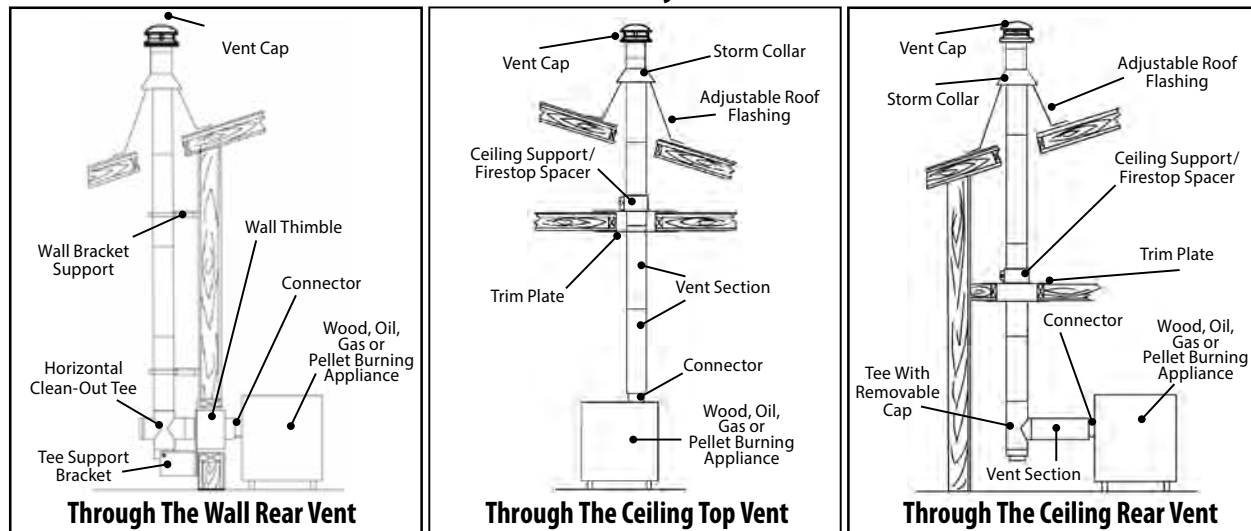 Vent Cap
Wall Bracket
Support
Wall Thimble
Connector
Wood, Oil,
Gas or
Pellet Burning
Appliance
Horizontal
Clean-Out Tee
Tee Support
Bracket
Through The Wall Rear Vent
Vent Cap
Storm Collar
Adjustable Roof
Flashing
Ceiling Support/
Firestop Spacer
Trim Plate
Vent Section
Connector
Wood, Oil,
Gas or
Pellet Burning
Appliance
Through The Ceiling Top Vent
Vent Cap
Storm Collar
Adjustable Roof
Flashing
Ceiling Support/
Firestop Spacer
Trim Plate
Connector
Wood, Oil,
Gas or
Pellet Burning
Appliance
Tee With
Removable
Cap
Vent Section
Through The Ceiling Rear Vent